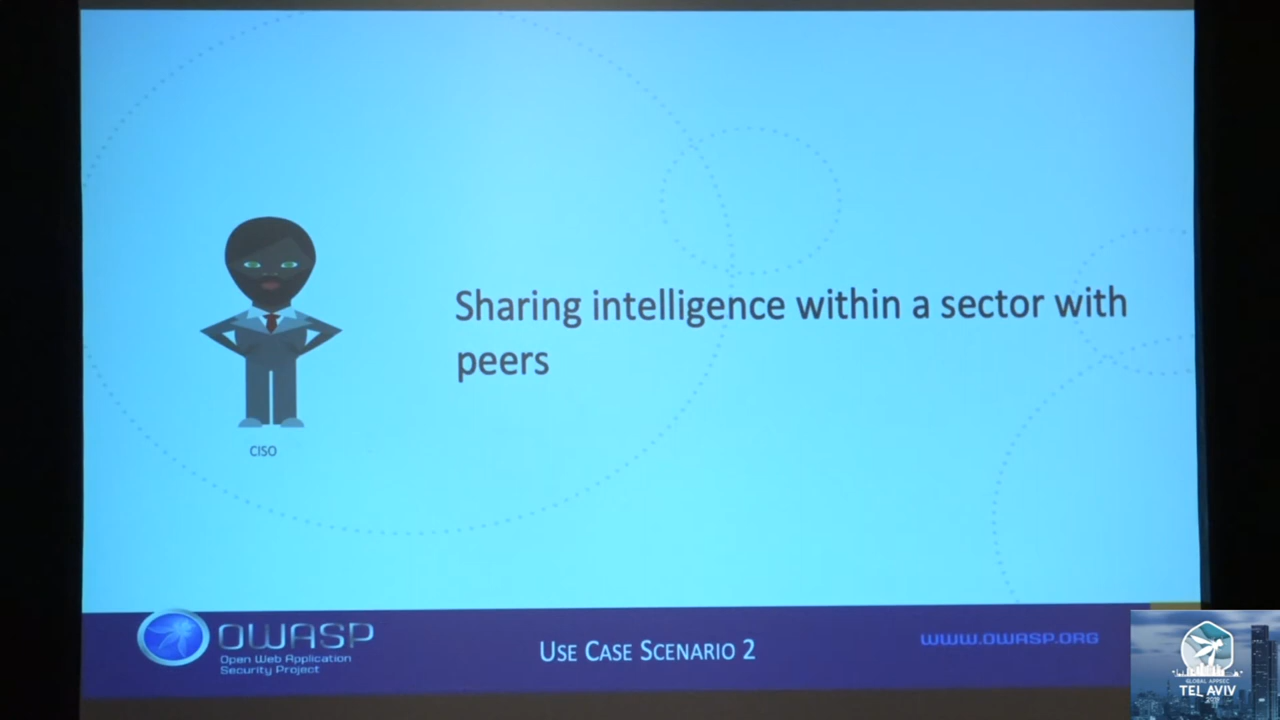 Sharing intelligence within a sector with
peers
CISO
OWASP
Open Web Application
Security Project
USE CASE SCENARIO 2
WWW.OWASP.ORG
GLOBAL APPSEC
TEL AVIV